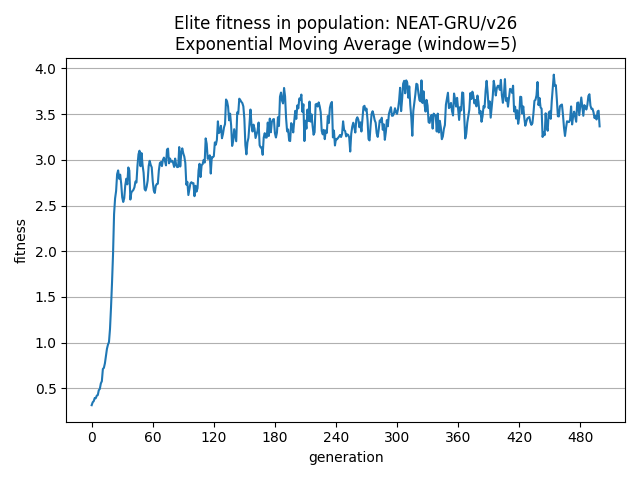 Elite fitness in population: NEAT-GRU/v26
Exponential Moving Average (window=5)
4.0
3.5
3.0
2.5
2.0
1.5
1.0
0.5
fitness
0 60 120 180 240 300 360 420 480
generation